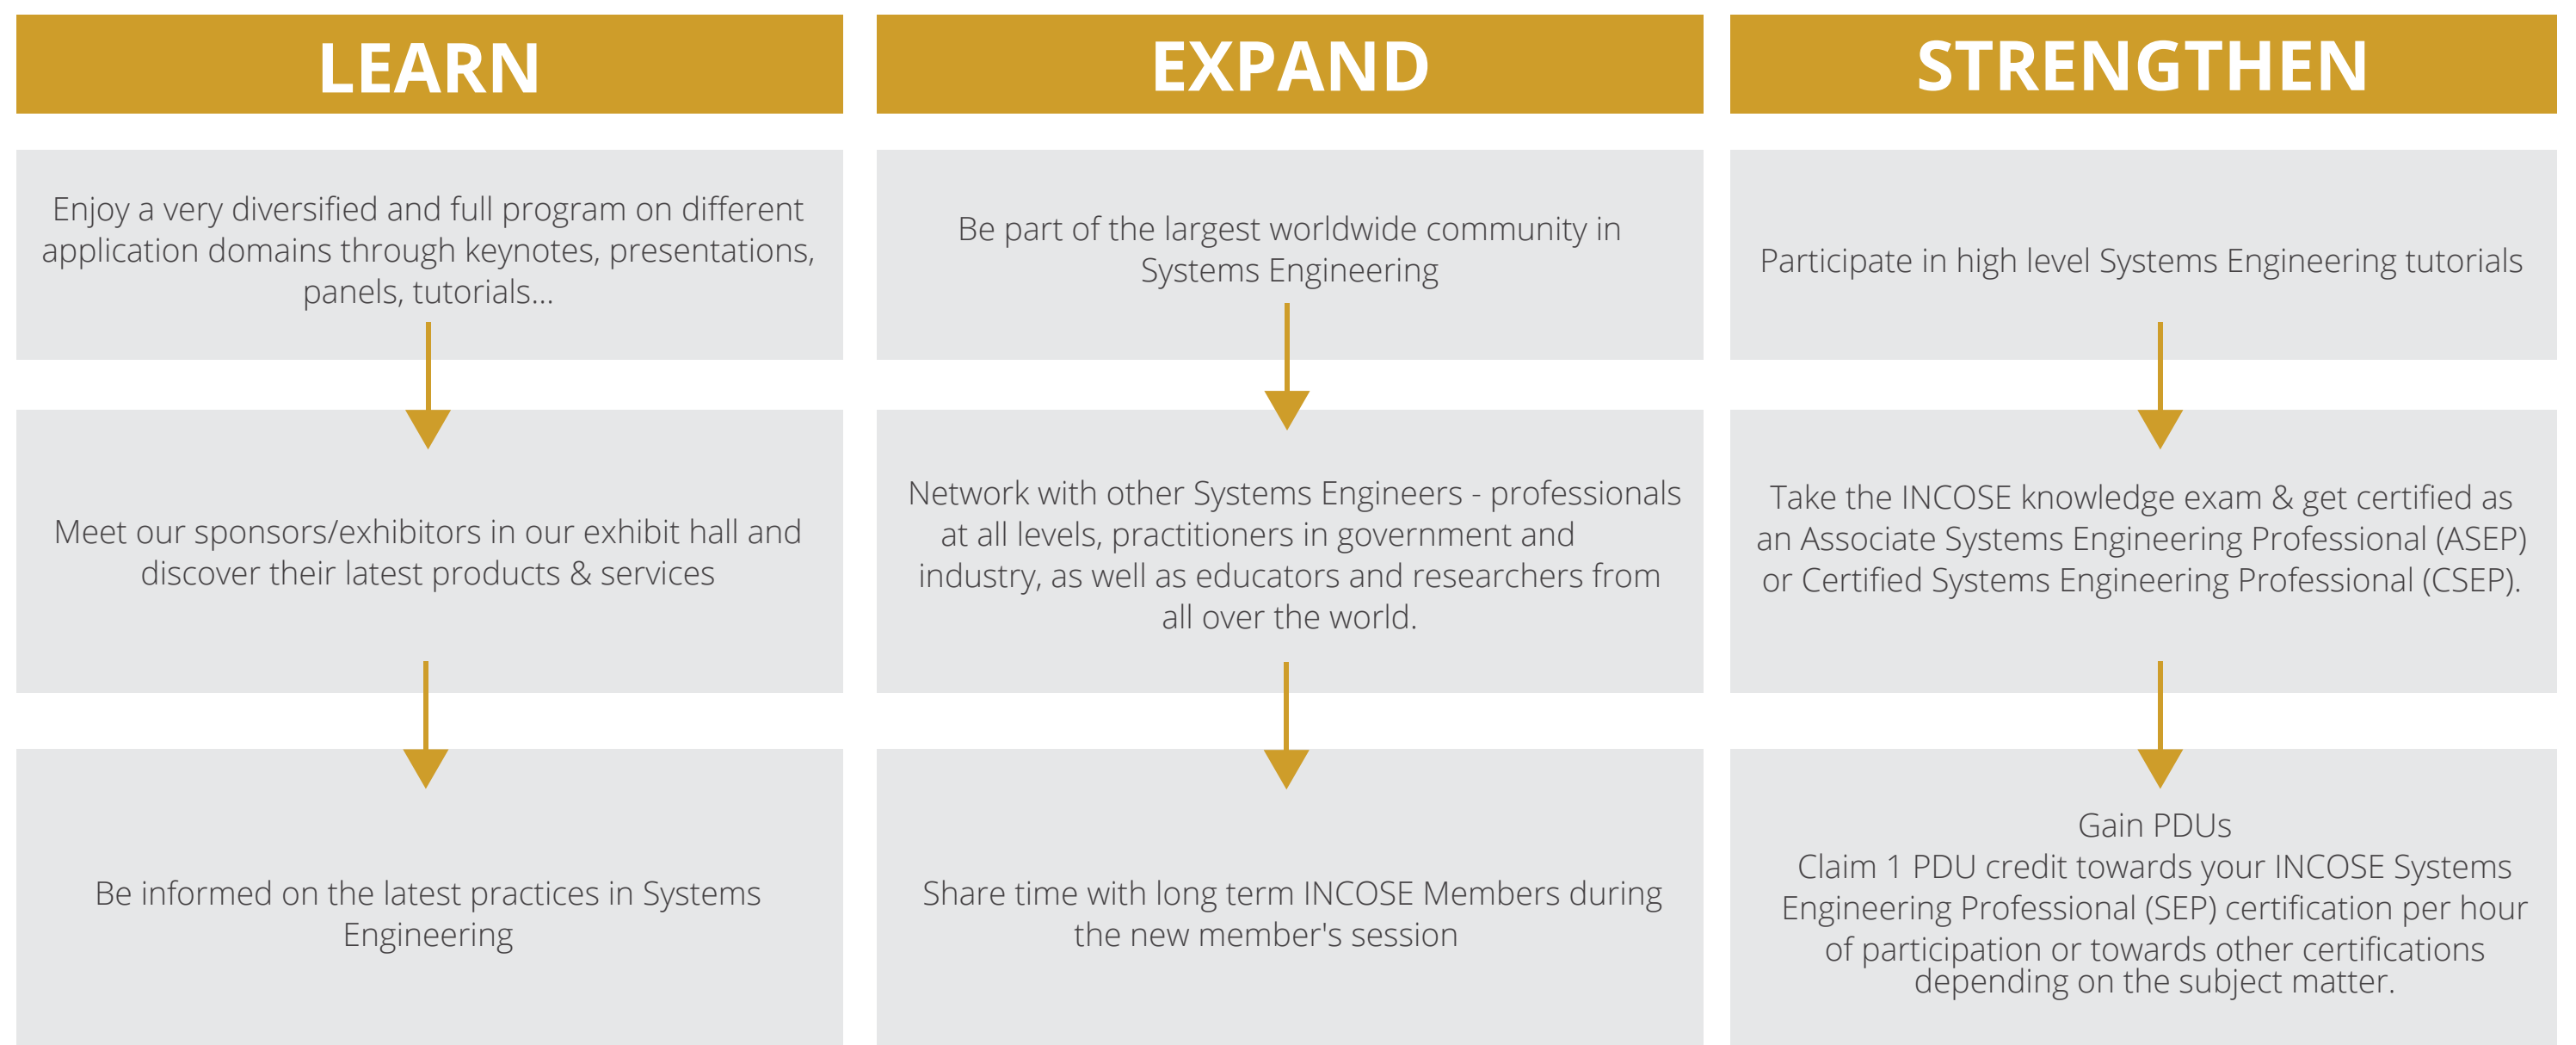 LEARN
Enjoy a very diversified and full program on different
application domains through keynotes, presentations,
panels, tutorials...
Meet our sponsors/exhibitors in our exhibit hall and
discover their latest products & services
Be informed on the latest practices in Systems
Engineering
EXPAND
Be part of the largest worldwide community in
Systems Engineering
Network with other Systems Engineers - professionals
at all levels, practitioners in government and
industry, as well as educators and researchers from
all over the world.
Share time with long term INCOSE Members during
the new member's session
STRENGTHEN
Participate in high level Systems Engineering tutorials
Take the INCOSE knowledge exam & get certified as
an Associate Systems Engineering Professional (ASEP)
or Certified Systems Engineering Professional (CSEP).
Gain PDUs
Claim 1 PDU credit towards your INCOSE Systems
Engineering Professional (SEP) certification per hour
of participation or towards other certifications
depending on the subject matter.